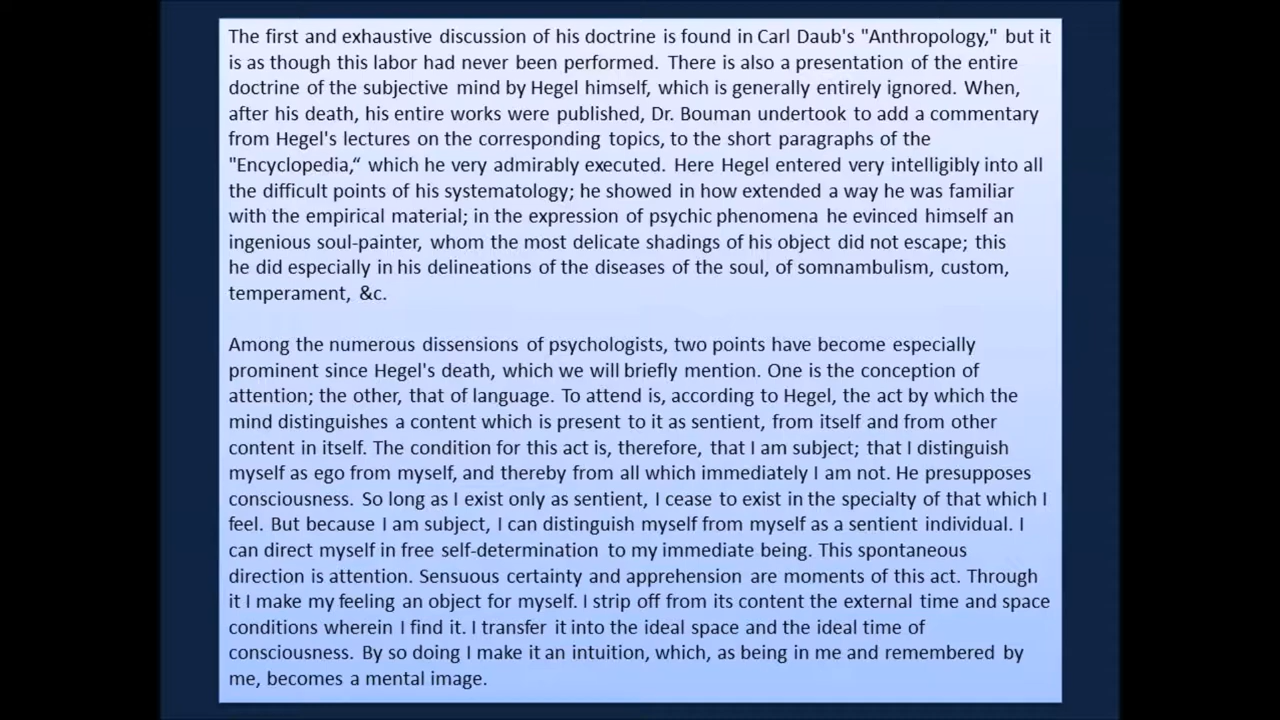 The first and exhaustive discussion of his doctrine is found in Carl Daub's "Anthropology," but it
is as though this labor had never been performed. There is also a presentation of the entire
doctrine of the subjective mind by Hegel himself, which is generally entirely ignored. When,
after his death, his entire works were published, Dr. Bouman undertook to add a commentary
from Hegel's lectures on the corresponding topics, to the short paragraphs of the
"Encyclopedia,“ which he very admirably executed. Here Hegel entered very intelligibly into all
the difficult points of his systematology; he showed in how extended a way he was familiar
with the empirical material; in the expression of psychic phenomena he evinced himself an
ingenious soul-painter, whom the most delicate shadings of his object did not escape; this
he did especially in his delineations of the diseases of the soul, of somnambulism, custom,
temperament, &c.

Among the numerous dissensions of psychologists, two points have become especially
prominent since Hegel's death, which we will briefly mention. One is the conception of
attention; the other, that of language. To attend is, according to Hegel, the act by which the
mind distinguishes a content which is present to it as sentient, from itself and from other
content in itself. The condition for this act is, therefore, that I am subject; that I distinguish
myself as ego from myself, and thereby from all which immediately I am not. He presupposes
consciousness. So long as I exist only as sentient, I cease to exist in the specialty of that which I
feel. But because I am subject, I can distinguish myself from myself as a sentient individual. I
can direct myself in free self-determination to my immediate being. This spontaneous
direction is attention. Sensuous certainty and apprehension are moments of this act. Through
it I make my feeling an object for myself. I strip off from its content the external time and space
conditions wherein I find it. I transfer it into the ideal space and the ideal time of
consciousness. By so doing I make it an intuition, which, as being in me and remembered by
me, becomes a mental image.